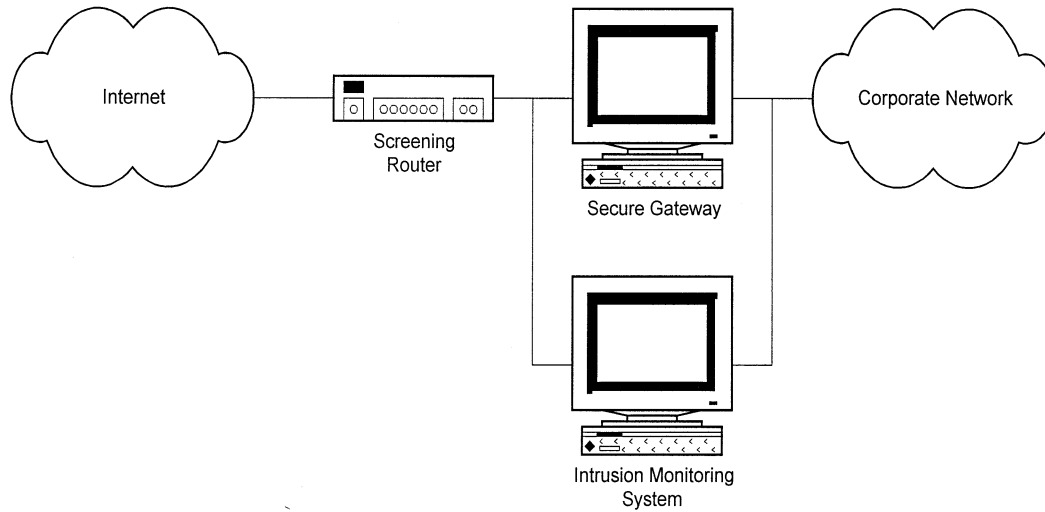 Internet
Screening
Router
Secure Gateway
Corporate Network
Intrusion Monitoring
System